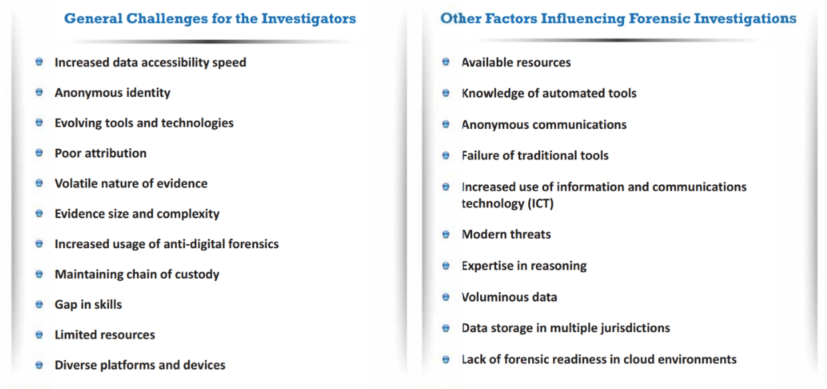 General Challenges for the Investigators
Increased data accessibility speed
Anonymous identity
Evolving tools and technologies
Poor attribution
Volatile nature of evidence
Evidence size and complexity
Increased usage of anti-digital forensics
Maintaining chain of custody
Gap in skills
Limited resources
Diverse platforms and devices
Other Factors Influencing Forensic Investigations
Available resources
Knowledge of automated tools
Anonymous communications
Failure of traditional tools
Increased use of information and communications
technology (ICT)
Modern threats
Expertise in reasoning
Voluminous data
Data storage in multiple jurisdictions
Lack of forensic readiness in cloud environments